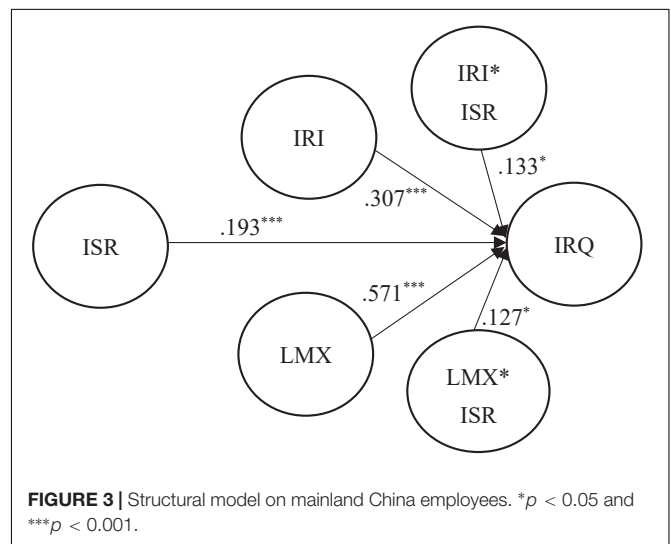 IRI*
ISR
IRI
.133*
.307***
.193***
ISR
IRQ
.571***
LMX
.127*
LMX*
ISR
FIGURE 3 | Structural model on mainland China employees. *p < 0.05 and
***p < 0.001.